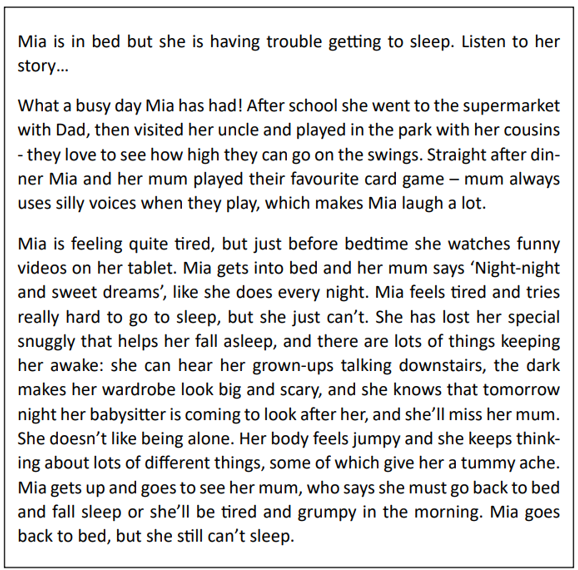 Mia is in bed but she is having trouble getting to sleep. Listen to her
story…
What a busy day Mia has had! After school she went to the supermarket
with Dad, then visited her uncle and played in the park with her cousins
- they love to see how high they can go on the swings. Straight after din-
ner Mia and her mum played their favourite card game – mum always
uses silly voices when they play, which makes Mia laugh a lot.
Mia is feeling quite tired, but just before bedtime she watches funny
videos on her tablet. Mia gets into bed and her mum says ‘Night-night
and sweet dreams’, like she does every night. Mia feels tired and tries
really hard to go to sleep, but she just can’t. She has lost her special
snuggly that helps her fall asleep, and there are lots of things keeping
her awake: she can hear her grown-ups talking downstairs, the dark
makes her wardrobe look big and scary, and she knows that tomorrow
night her babysitter is coming to look after her, and she’ll miss her mum.
She doesn’t like being alone. Her body feels jumpy and she keeps think-
ing about lots of different things, some of which give her a tummy ache.
Mia gets up and goes to see her mum, who says she must go back to bed
and fall sleep or she’ll be tired and grumpy in the morning. Mia goes
back to bed, but she still can’t sleep.